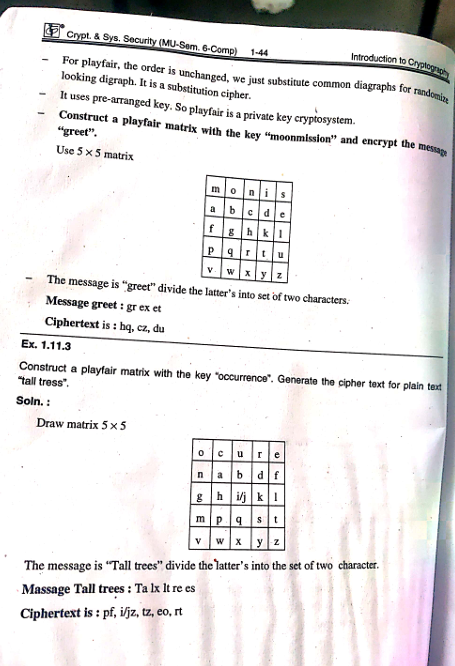 Crypt. & Sys. Security (MU-Sem. 6-Comp) 1-44 Introduction to Cryptography
– For playfair, the order is unchanged, we just substitute common diagraphs for randomize
looking digraph. It is a substitution cipher.
– It uses pre-arranged key. So playfair is a private key cryptosystem.
– Construct a playfair matrix with the key “moonmission” and encrypt the message
“greet”.
Use 5 × 5 matrix
m o n i s
a b c d e
f g h k l
p q r t u
v w x y z
– The message is “greet” divide the latter’s into set of two characters.
Message greet : gr ex et
Ciphertext is : hq, cz, du
Ex. 1.11.3
Construct a playfair matrix with the key “occurrence”. Generate the cipher text for plain text
“tall tress”.
Soln. :
Draw matrix 5 × 5
o c u r e
n a b d f
g h i/j k l
m p q s t
v w x y z
The message is “Tall trees” divide the latter’s into the set of two character.
Massage Tall trees : Ta lx lt re es
Ciphertext is : pf, i/jz, tz, eo, rt